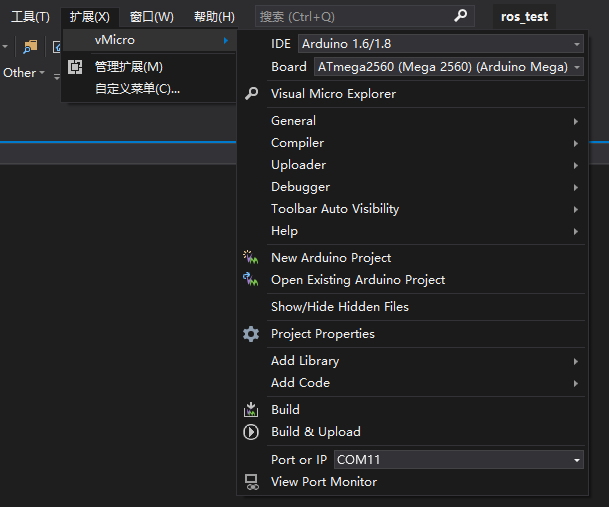 工具(T) 扩展(X) 窗口(W) 帮助(H) 搜索 (Ctrl+Q) ros_test
vMicro
管理扩展(M)
自定义菜单(C)...
Other
IDE Arduino 1.6/1.8
Board ATmega2560 (Mega 2560) (Arduino Mega)
Visual Micro Explorer
General
Compiler
Uploader
Debugger
Toolbar Auto Visibility
Help
New Arduino Project
Open Existing Arduino Project
Show/Hide Hidden Files
Project Properties
Add Library
Add Code
Build
Build & Upload
Port or IP COM11
View Port Monitor